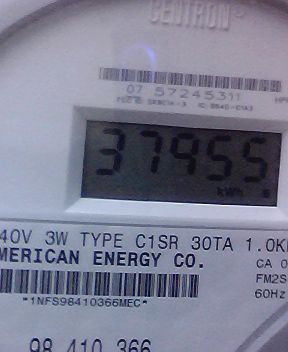 CENTRON®
07 57245311
37955
kWh
40V 3W TYPE C1SR 30TA 1.0K
MERICAN ENERGY CO.
CA 0
FM2S
60Hz
*1NFS98410366MEC*
98 410 366